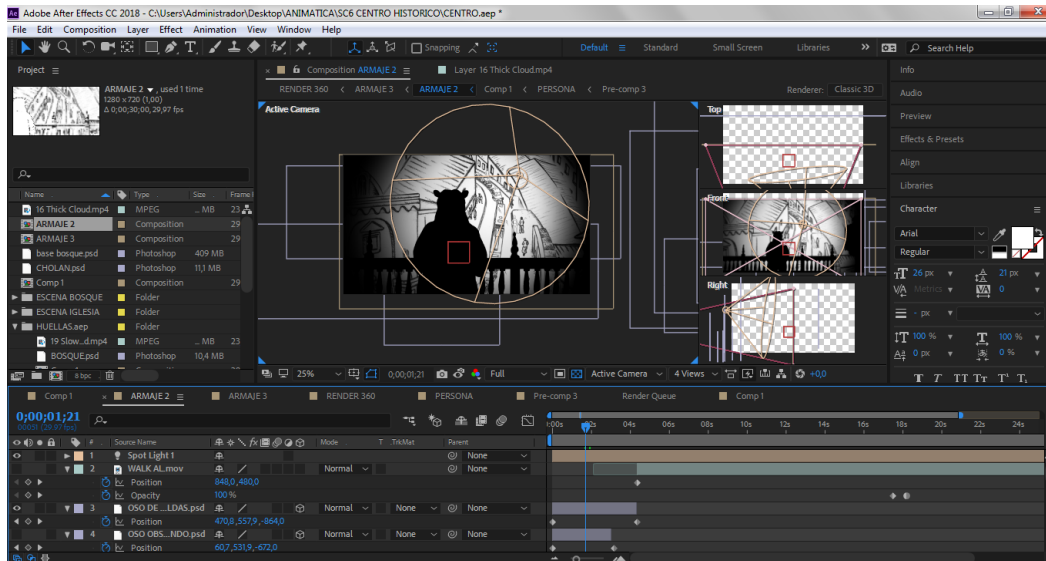 Ae Adobe After Effects CC 2018 - C:\Users\Administrador\Desktop\ANIMATICA\SC6 CENTRO HISTORICO\CENTRO.aep *
File Edit Composition Layer Effect Animation View Window Help
Snapping Default Standard Small Screen Libraries Search Help
Project
ARMAJE 2 , used 1 time
1280 x 720 (1,00)
Δ 0;00;30;00, 29,97 fps
Composition ARMAJE 2 Layer 16 Thick Cloud.mp4
RENDER 360 ARMAJE 3 ARMAJE 2 Comp 1 PERSONA Pre-comp 3 Renderer: Classic 3D
Active Camera
Top
Front
Right
Name Type Size Frame
16 Thick Cloud.mp4 MPEG ... MB 23
ARMAJE 2 Composition 29
ARMAJE 3 Composition 29
base bosque.psd Photoshop 409 MB
CHOLAN.psd Photoshop 11,1 MB
Comp 1 Composition 29
ESCENA BOSQUE Folder
ESCENA IGLESIA Folder
HUELLAS.aep Folder
19 Slow...d.mp4 MPEG ... MB 23
BOSQUE.psd Photoshop 10,4 MB
8 bpc
25% 0;00;01;21 Full Active Camera 4 Views +0,0
Info
Audio
Preview
Effects & Presets
Align
Libraries
Character
Arial
Regular
26 px 21 px
Metrics 0
- px
100 % 100 %
0 px 0 %
T T TT Tт T¹ T₁
Comp 1 ARMAJE 2 ARMAJE 3 RENDER 360 PERSONA Pre-comp 3 Render Queue Comp 1
0;00;01;21
00051 (29.97 fps)
:00s 02s 04s 06s 08s 10s 12s 14s 16s 18s 20s 22s 24s
# Source Name Mode T .TrkMat Parent
1 Spot Light 1 None
2 WALK AL.mov Normal None
Position 848,0,480,0
Opacity 100 %
3 OSO DE ...LDAS.psd Normal None None
Position 470,8,557,9,-864,0
4 OSO OBS...NDO.psd Normal None None
Position 60,7,531,9,-672,0